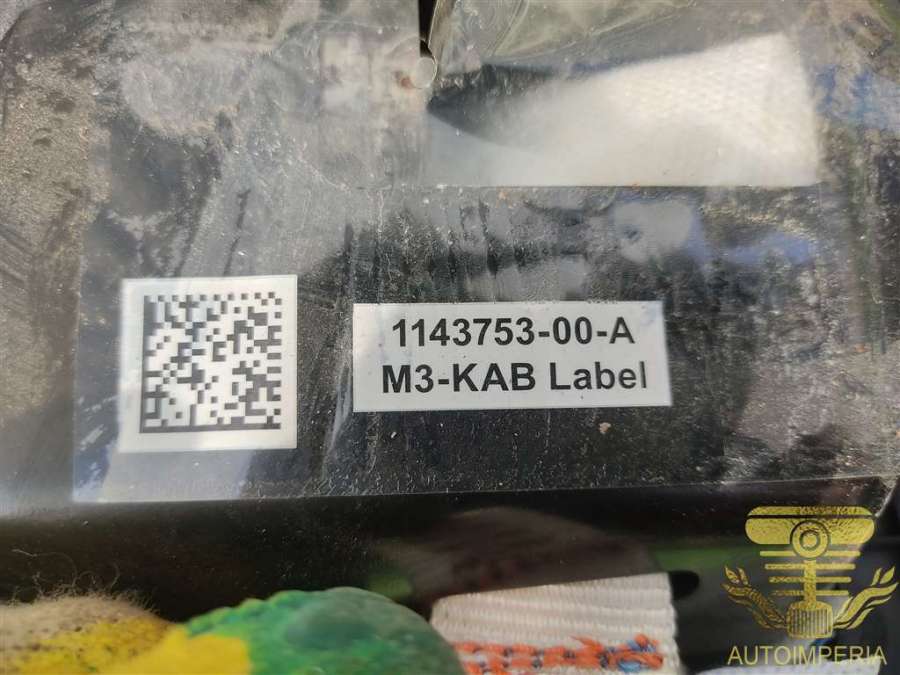 1143753-00-A
M3-KAB Label
AUTOIMPERIA